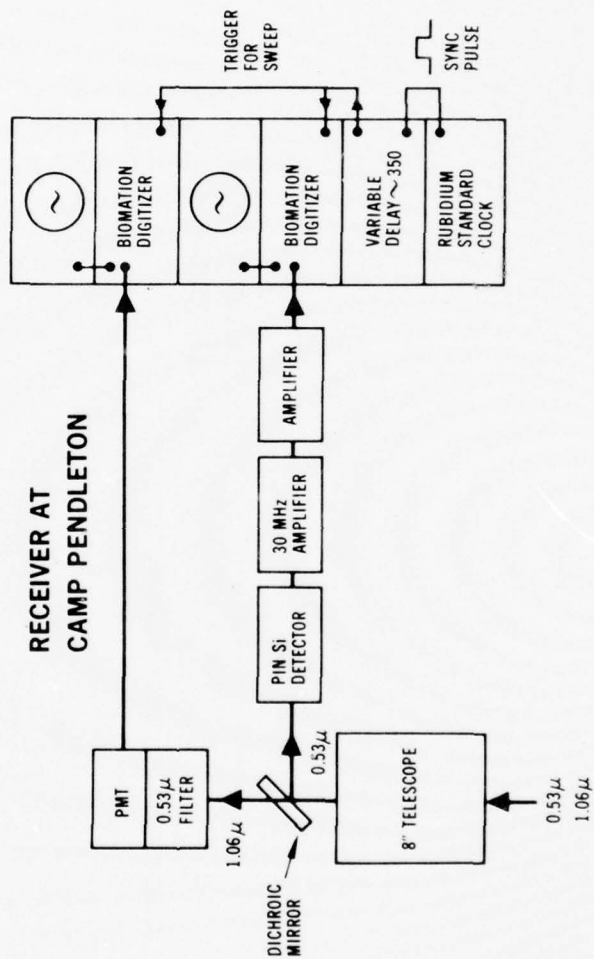 RECEIVER AT
CAMP PENDLETON
DICHROIC
MIRROR
PMT
0.53μ
FILTER
1.06μ
0.53μ
8" TELESCOPE
0.53μ
1.06μ
PIN Si
DETECTOR
30 MHz
AMPLIFIER
AMPLIFIER
BIOMATION
DIGITIZER
BIOMATION
DIGITIZER
VARIABLE
DELAY ~ 350
RUBIDIUM
STANDARD
CLOCK
TRIGGER
FOR
SWEEP
SYNC
PULSE